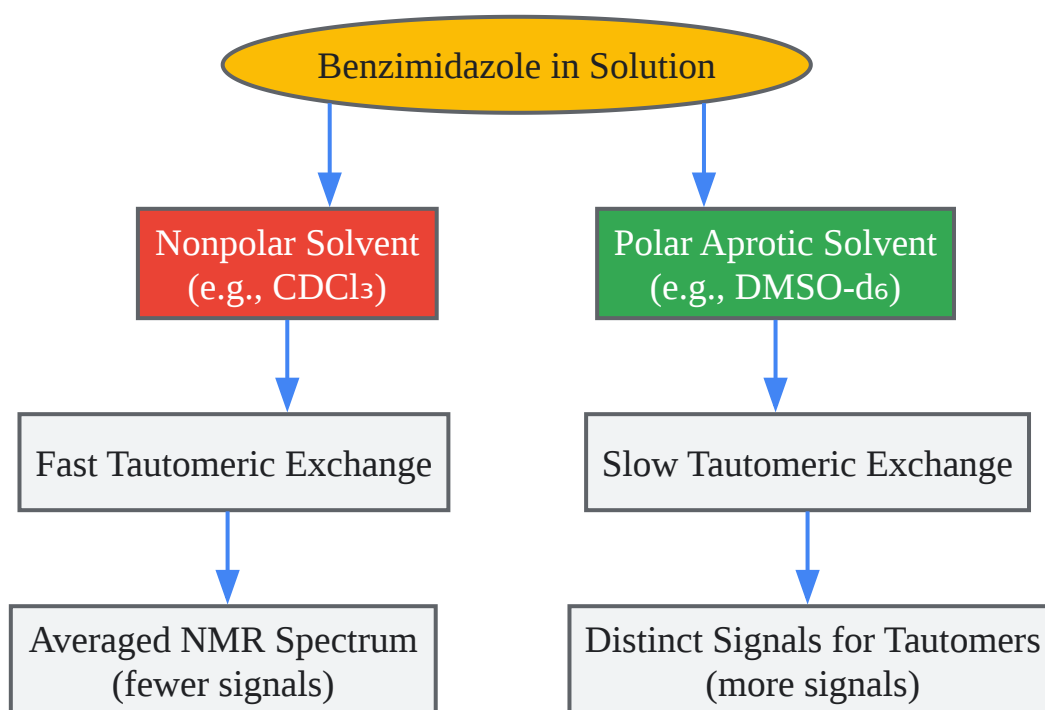 Benzimidazole in Solution
Nonpolar Solvent
(e.g., CDCl₃)
Polar Aprotic Solvent
(e.g., DMSO-d₆)
Fast Tautomeric Exchange
Slow Tautomeric Exchange
Averaged NMR Spectrum
(fewer signals)
Distinct Signals for Tautomers
(more signals)